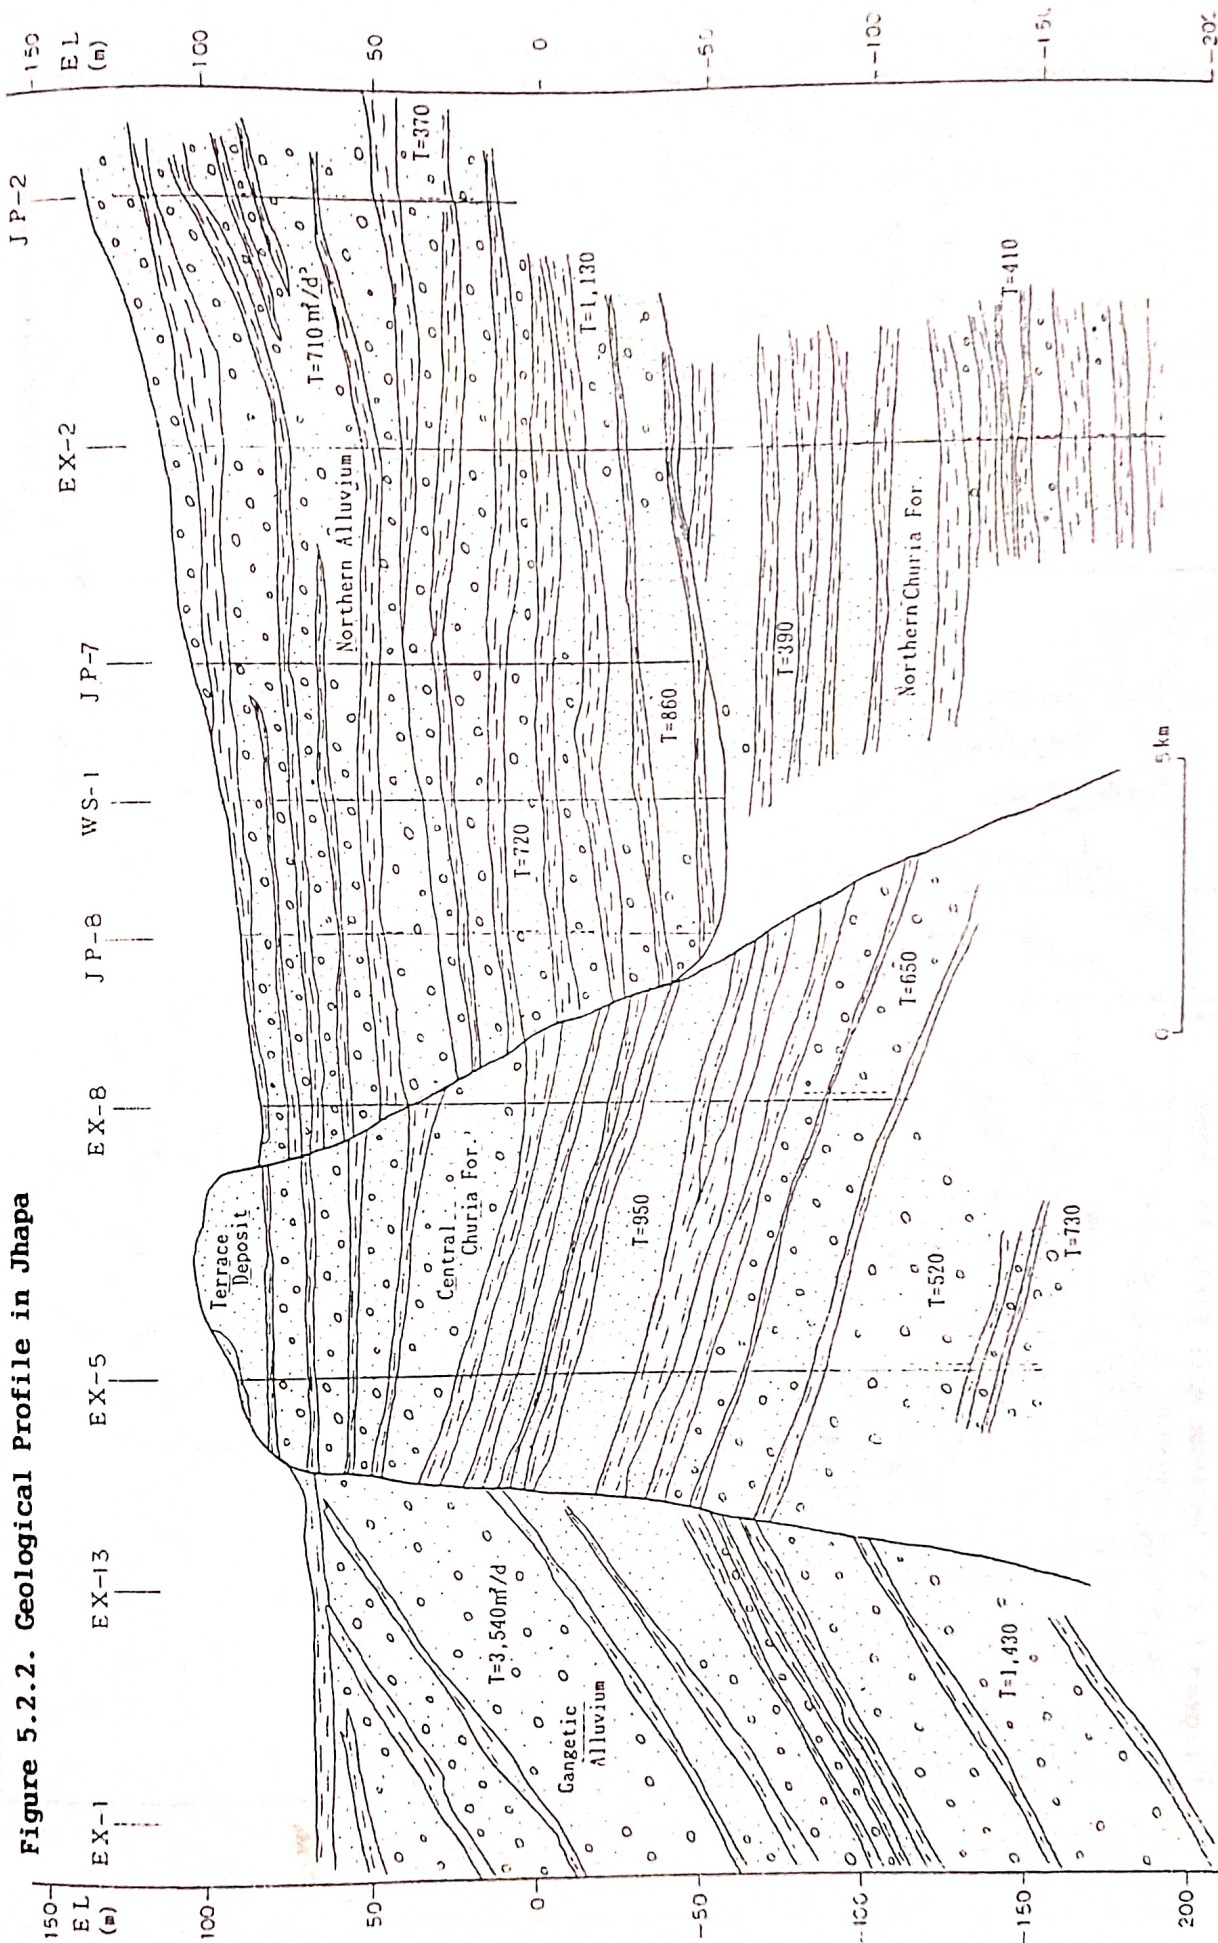 Figure 5.2.2. Geological Profile in Jhapa
EX-1
EX-13
EX-5
EX-8
JP-8
WS-1
JP-7
EX-2
JP-2
150
EL
(m)
100
50
0
-50
-100
-150
200
-150
EL
(m)
-100
-50
-0
--50
--100
--150
--200
Terrace
Deposit
Central
Churia For.
Gangetic
Alluvium
Northern Alluvium
Northern Churia For.
T=3,540m²/d
T=1,430
T=950
T=650
T=520
T=730
T=720
T=860
T=710m²/d
T=370
T=1,130
T=390
T=410
0
5km